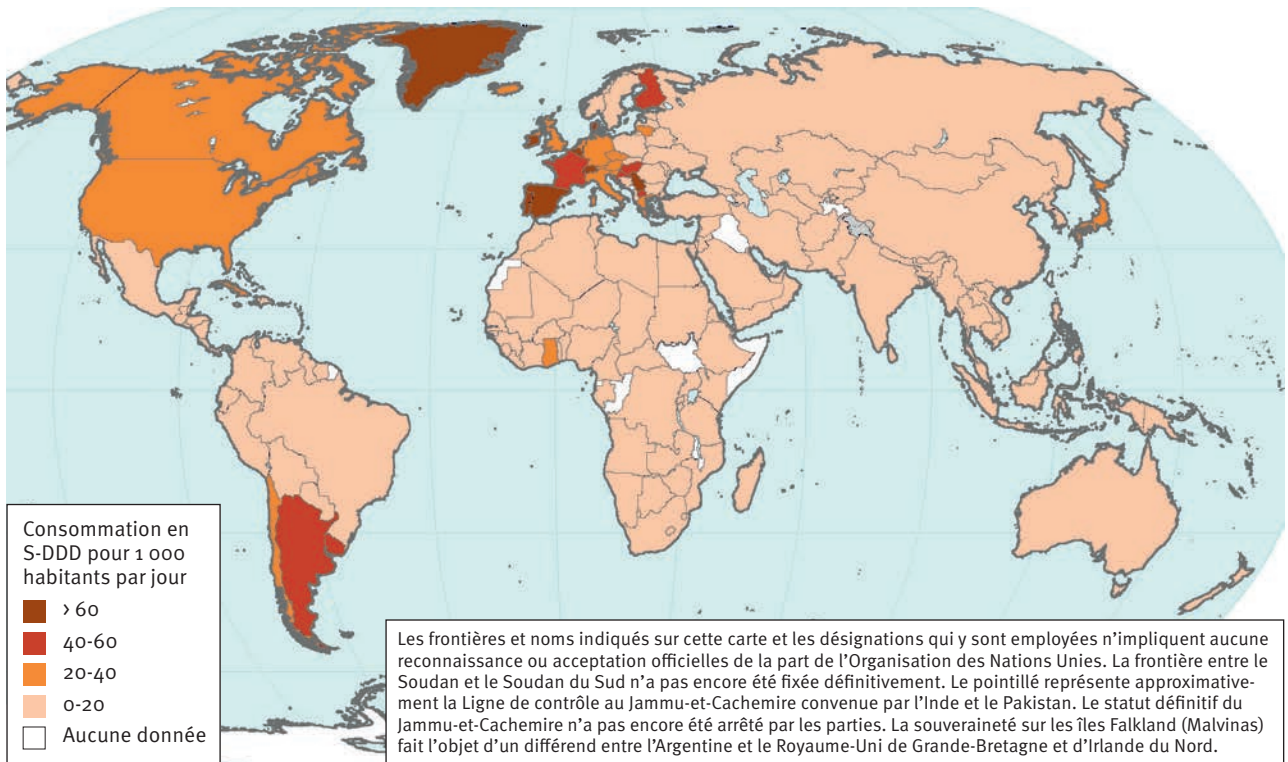 Consommation en
S-DDD pour 1 000
habitants par jour
> 60
40-60
20-40
0-20
Aucune donnée
Les frontières et noms indiqués sur cette carte et les désignations qui y sont employées n’impliquent aucune
reconnaissance ou acceptation officielles de la part de l’Organisation des Nations Unies. La frontière entre le
Soudan et le Soudan du Sud n’a pas encore été fixée définitivement. Le pointillé représente approximative-
ment la Ligne de contrôle au Jammu-et-Cachemire convenue par l’Inde et le Pakistan. Le statut définitif du
Jammu-et-Cachemire n’a pas encore été arrêté par les parties. La souveraineté sur les îles Falkland (Malvinas)
fait l’objet d’un différend entre l’Argentine et le Royaume-Uni de Grande-Bretagne et d’Irlande du Nord.